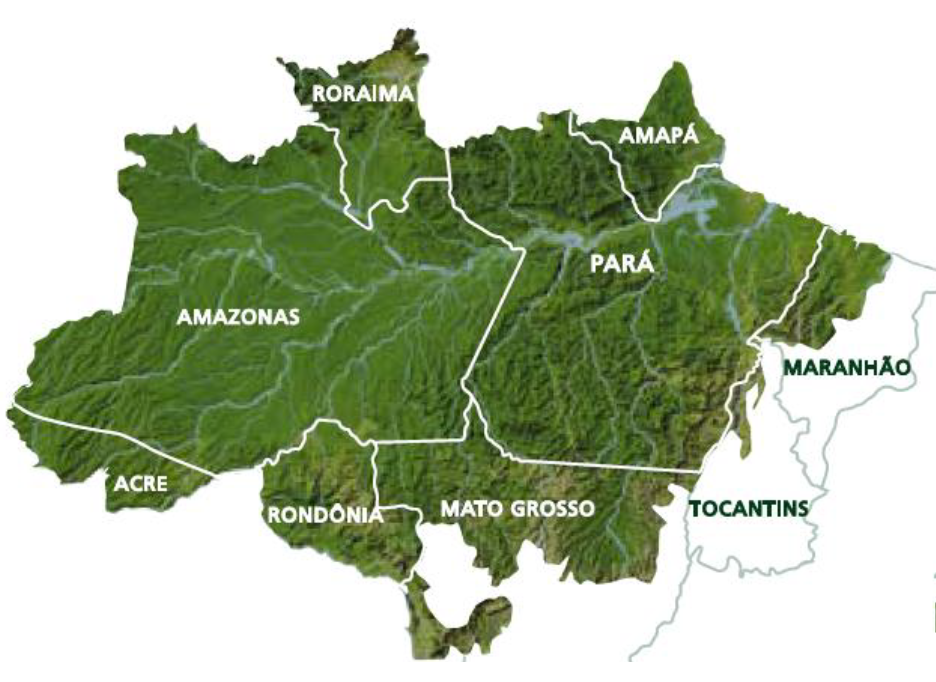 RORAIMA
AMAPÁ
PARÁ
AMAZONAS
MARANHÃO
ACRE
RONDÔNIA
MATO GROSSO
TOCANTINS